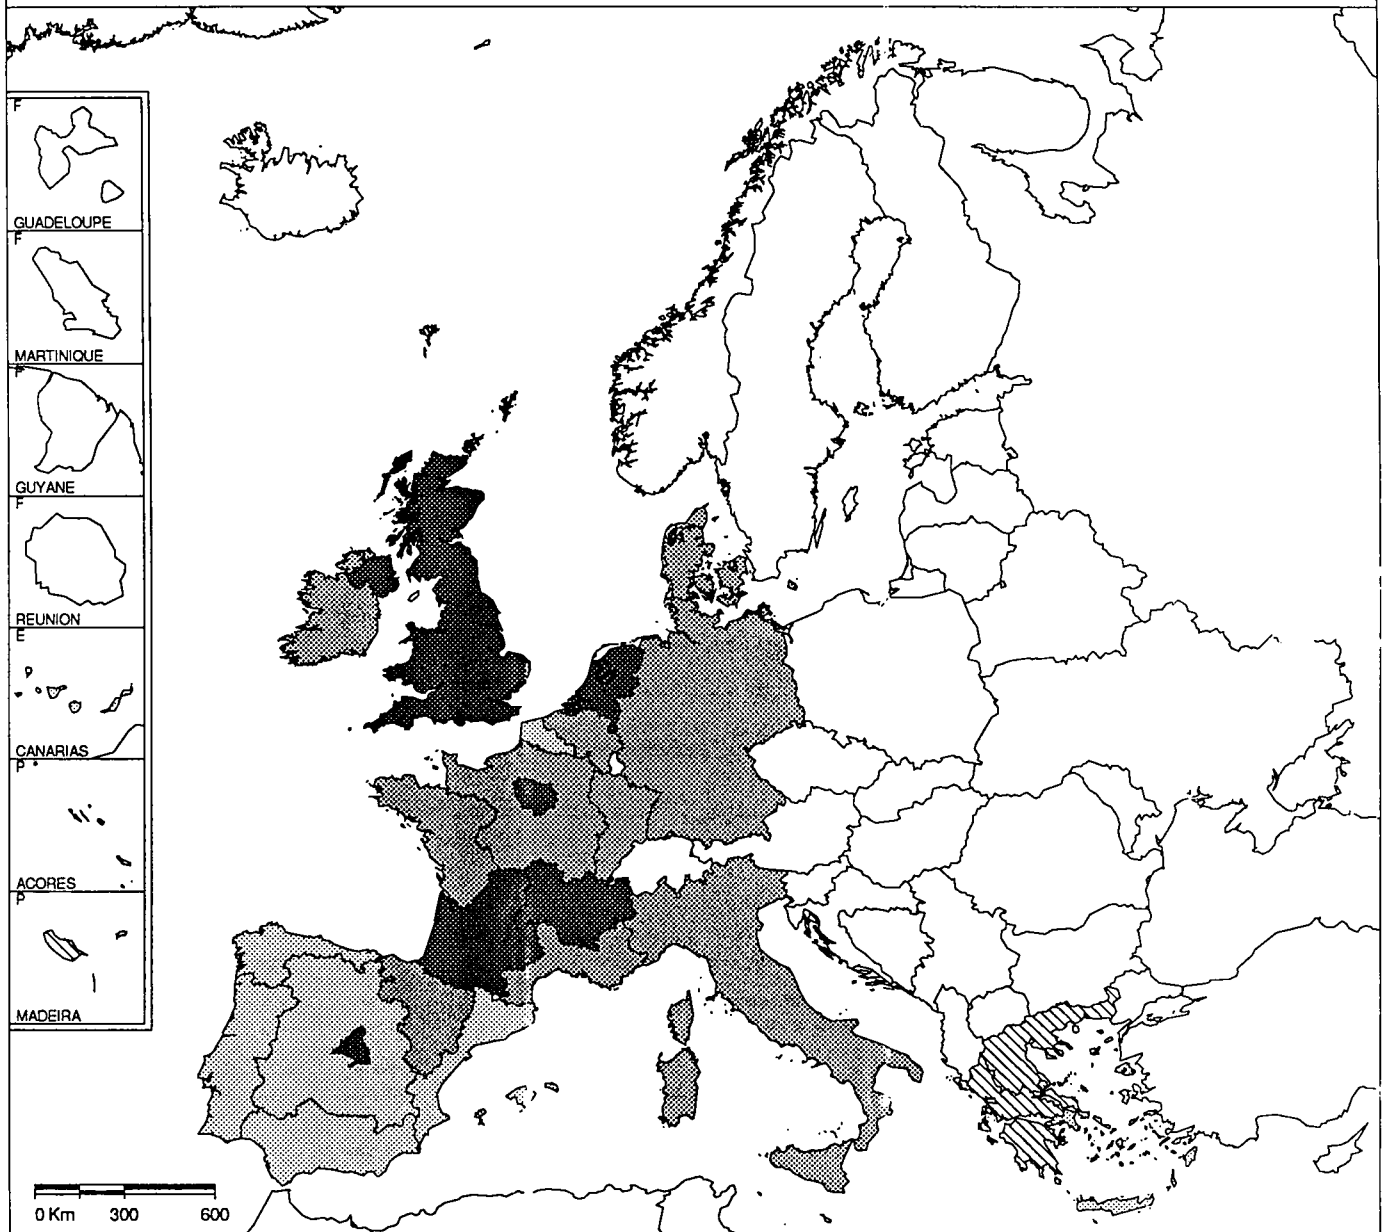 F
GUADELOUPE
F
MARTINIQUE
F
GUYANE
F
REUNION
E
CANARIAS
P
ACORES
P
MADEIRA
0 Km 300 600